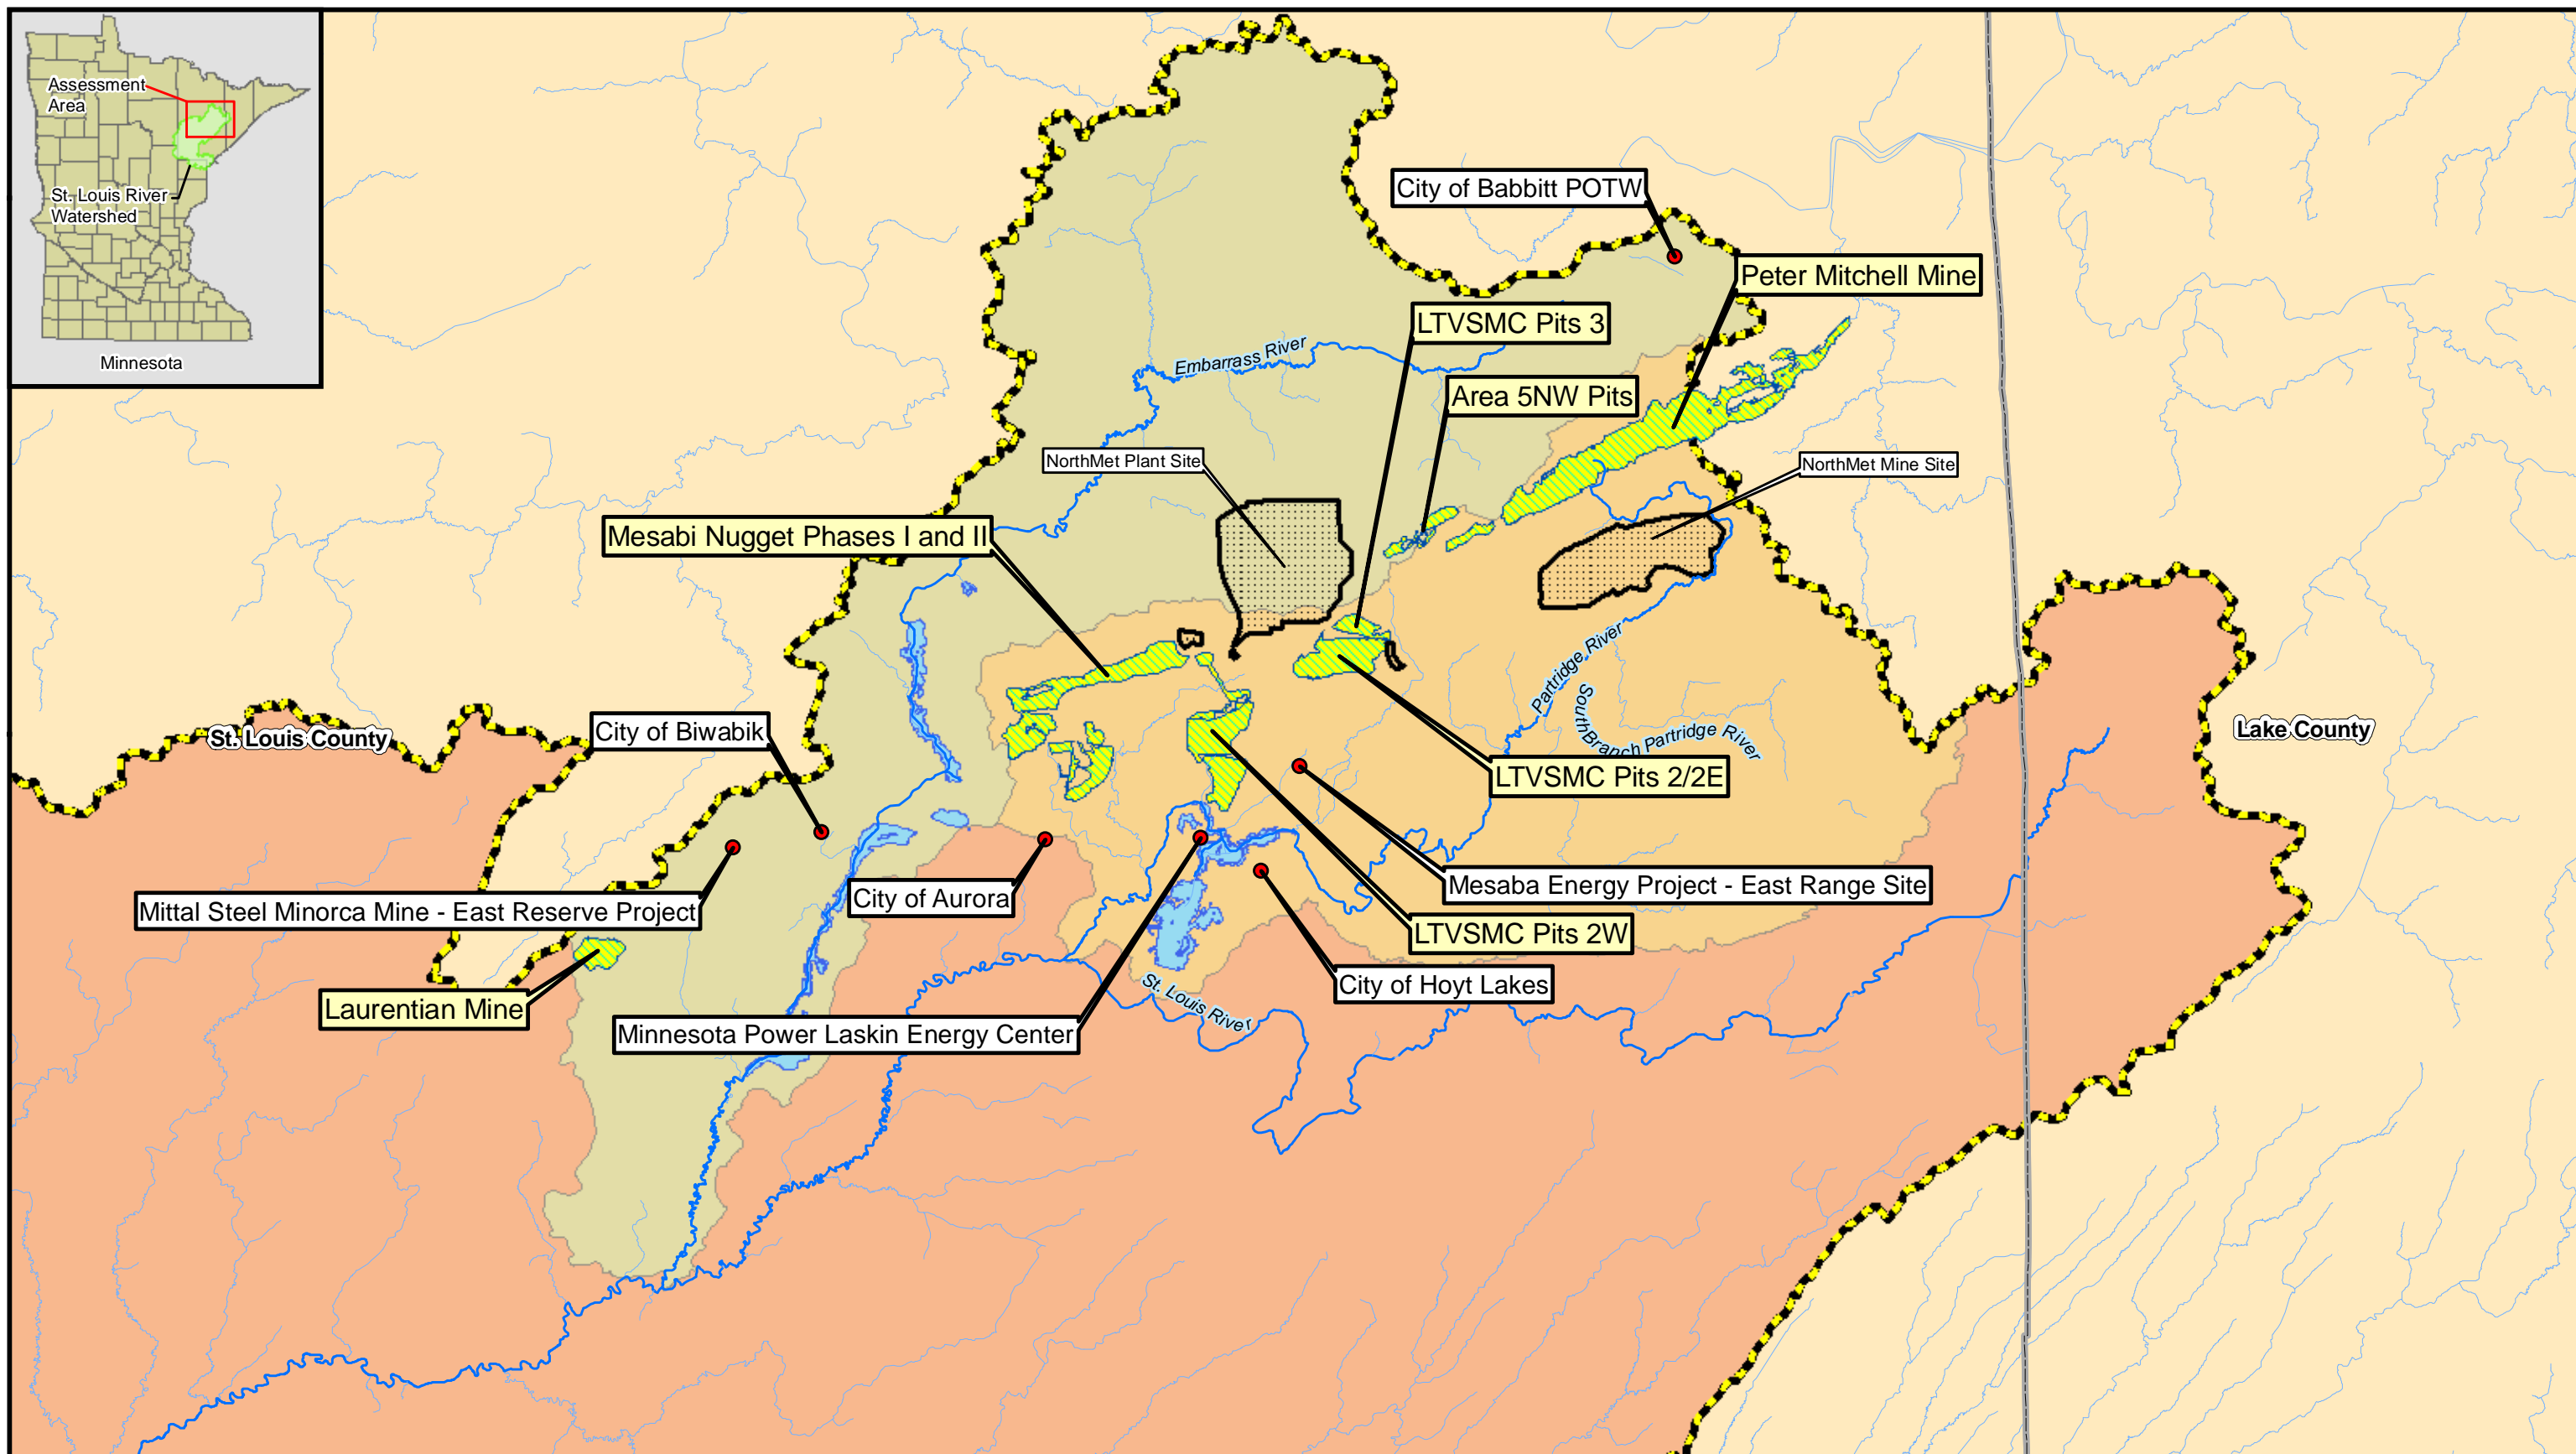 Assessment
Area
St. Louis River
Watershed
Minnesota
City of Babbitt POTW
Peter Mitchell Mine
LTVSMC Pits 3
Embarrass River
Area 5NW Pits
NorthMet Plant Site
NorthMet Mine Site
Mesabi Nugget Phases I and II
Partridge River
South Branch Partridge River
City of Biwabik
St. Louis County
Lake County
LTVSMC Pits 2/2E
Mesaba Energy Project - East Range Site
City of Aurora
Mittal Steel Minorca Mine - East Reserve Project
LTVSMC Pits 2W
City of Hoyt Lakes
St. Louis River
Laurentian Mine
Minnesota Power Laskin Energy Center